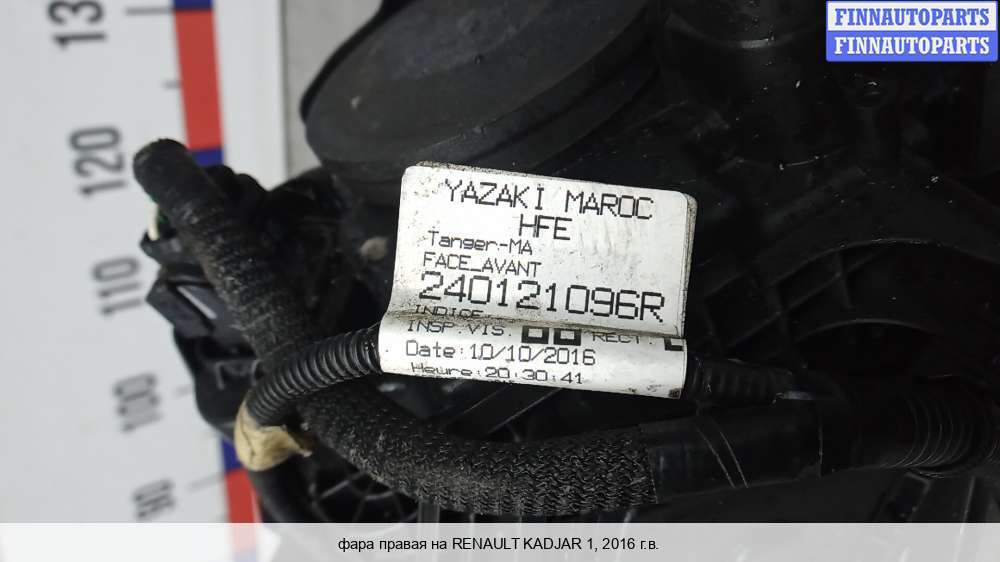 FINNAUTOPARTS
FINNAUTOPARTS
130
120
110
100
90
YAZAKI MAROC
HFE
Tanger-MA
FACE_AVANT
240121096R
INDICE
INSP.VIS. RECT.
Date:10/10/2016
Heure:20:30:41
фара правая на RENAULT KADJAR 1, 2016 г.в.